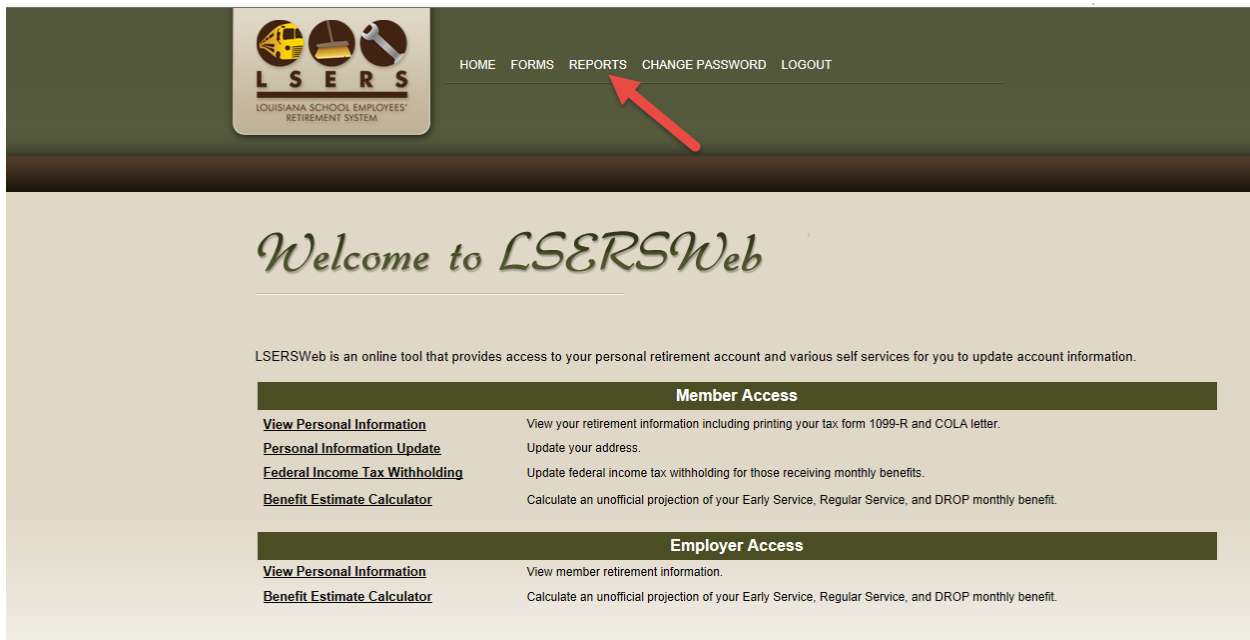 L S E R S
LOUISIANA SCHOOL EMPLOYEES'
RETIREMENT SYSTEM
HOME FORMS REPORTS CHANGE PASSWORD LOGOUT
Welcome to LSERSWeb
LSERSWeb is an online tool that provides access to your personal retirement account and various self services for you to update account information.
Member Access
View Personal Information View your retirement information including printing your tax form 1099-R and COLA letter.
Personal Information Update Update your address.
Federal Income Tax Withholding Update federal income tax withholding for those receiving monthly benefits.
Benefit Estimate Calculator Calculate an unofficial projection of your Early Service, Regular Service, and DROP monthly benefit.
Employer Access
View Personal Information View member retirement information.
Benefit Estimate Calculator Calculate an unofficial projection of your Early Service, Regular Service, and DROP monthly benefit.